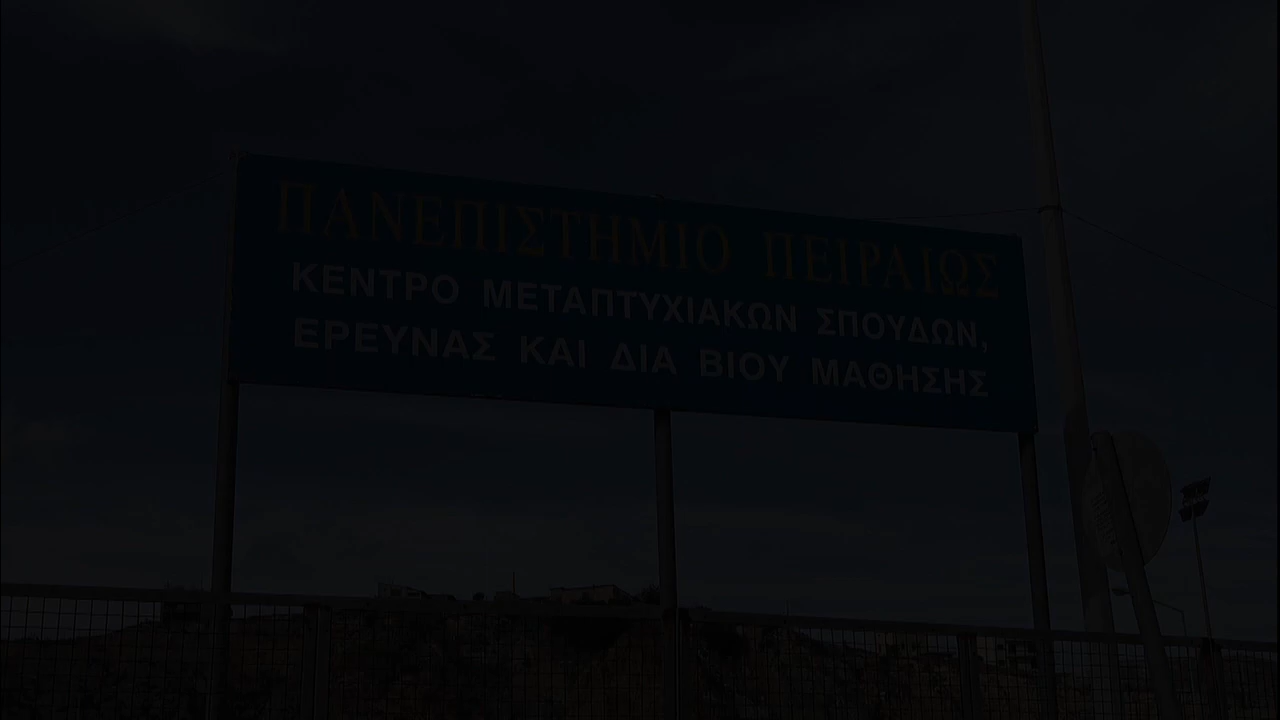 ΠΑΝΕΠΙΣΤΗΜΙΟ ΠΕΙΡΑΙΩΣ
ΚΕΝΤΡΟ ΜΕΤΑΠΤΥΧΙΑΚΩΝ ΣΠΟΥΔΩΝ,
ΕΡΕΥΝΑΣ ΚΑΙ ΔΙΑ ΒΙΟΥ ΜΑΘΗΣΗΣ